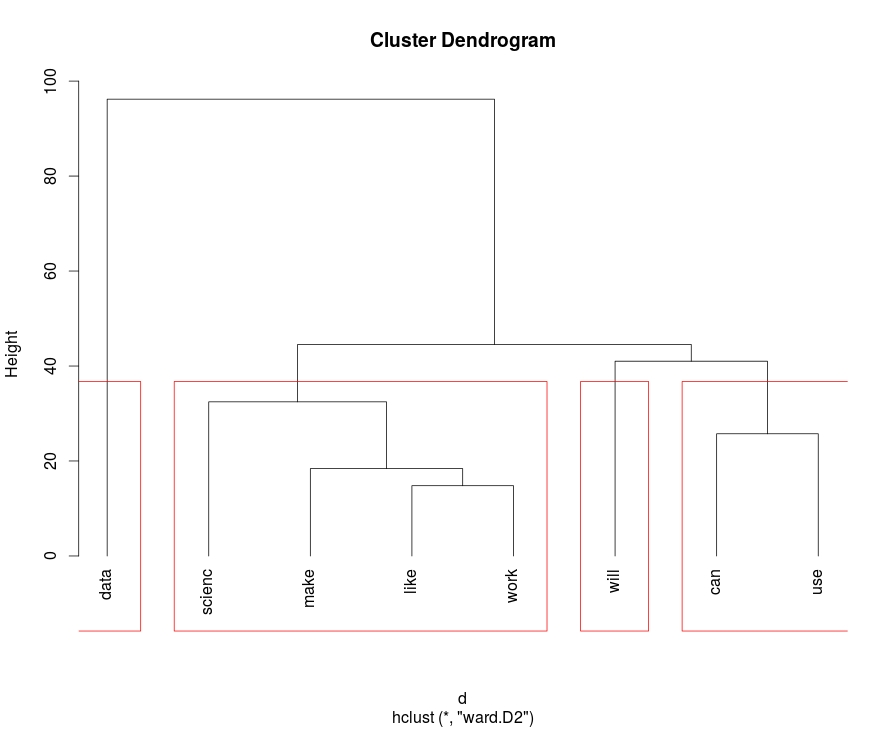 Cluster Dendrogram
Height
100
80
60
40
20
0
data
scienc
make
like
work
will
can
use
d
hclust (*, "ward.D2")